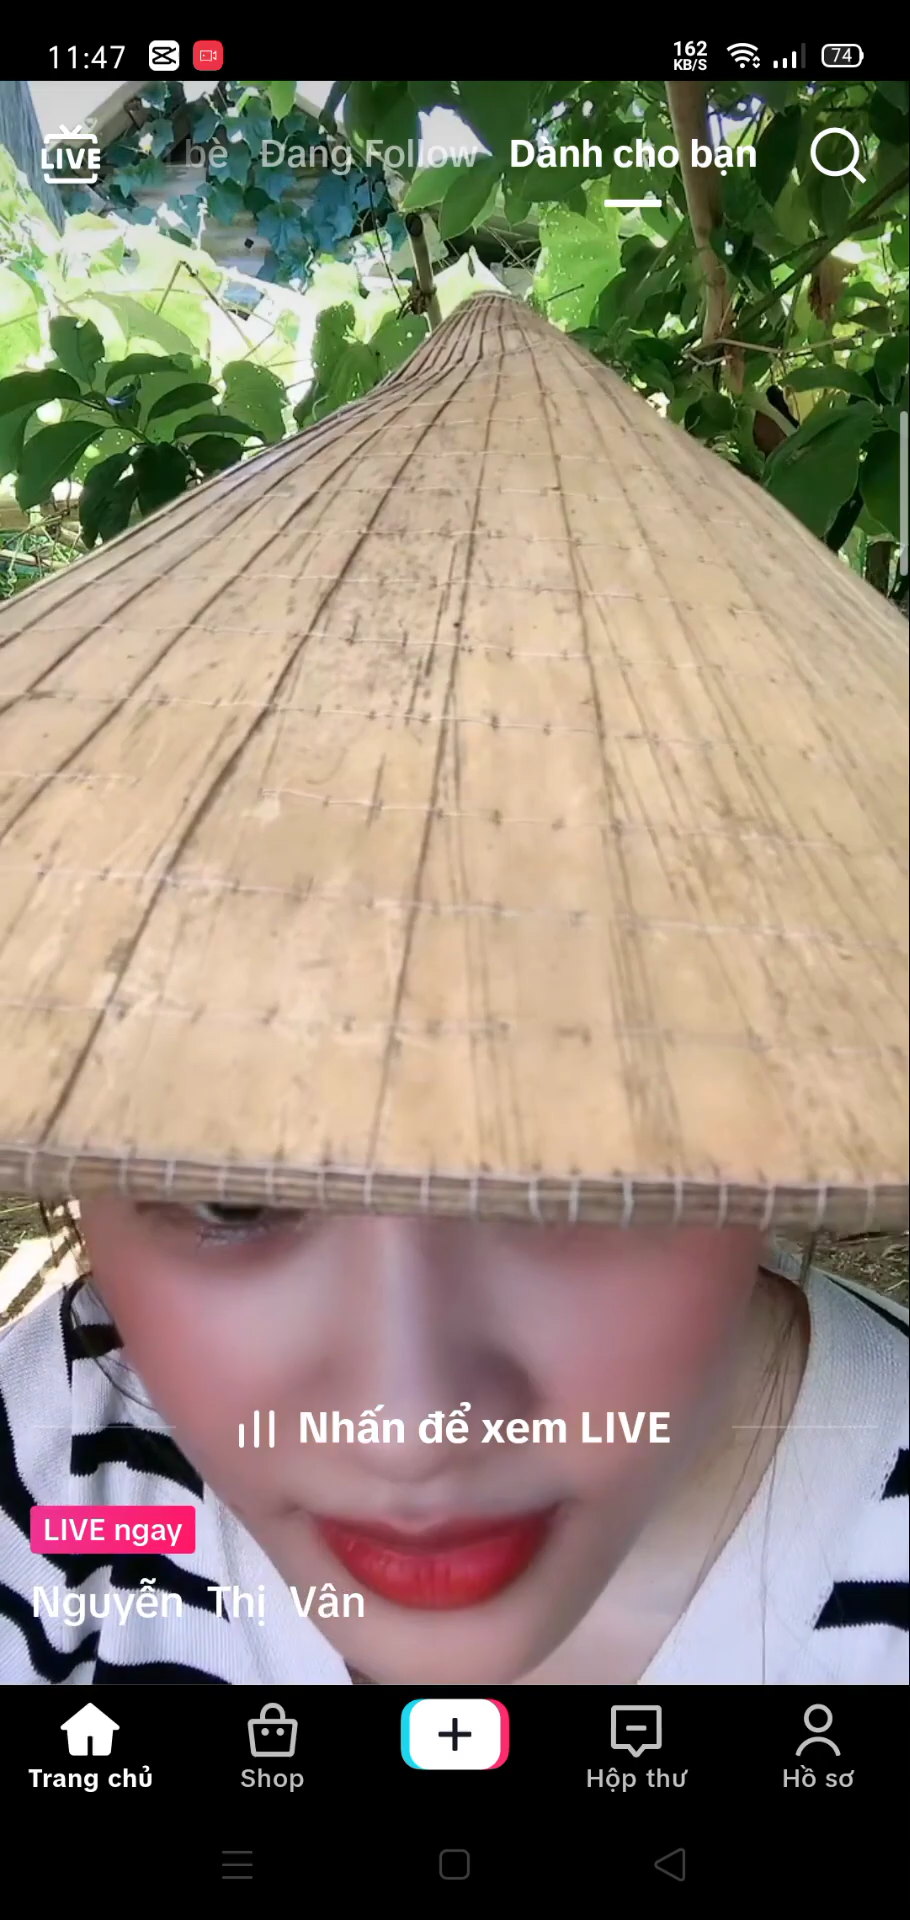 11:47
162
KB/S
74
LIVE
bè Đang Follow Dành cho bạn
Nhấn để xem LIVE
LIVE ngay
Nguyễn Thị Vân
Trang chủ
Shop
Hộp thư
Hồ sơ